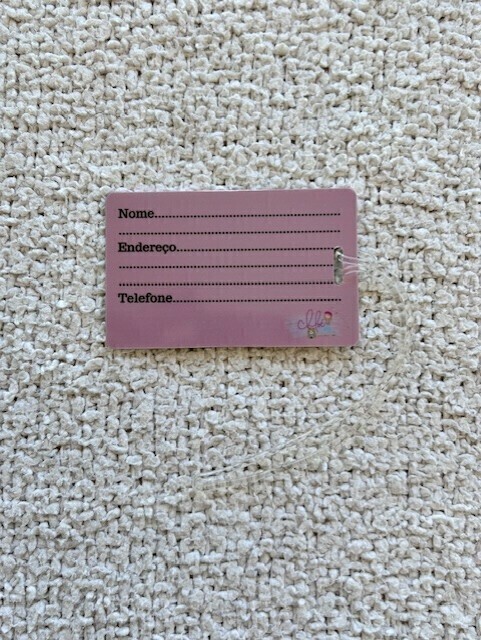 Nome..........................................................
....................................................................
Endereço..................................................
....................................................................
....................................................................
Telefone...................................................